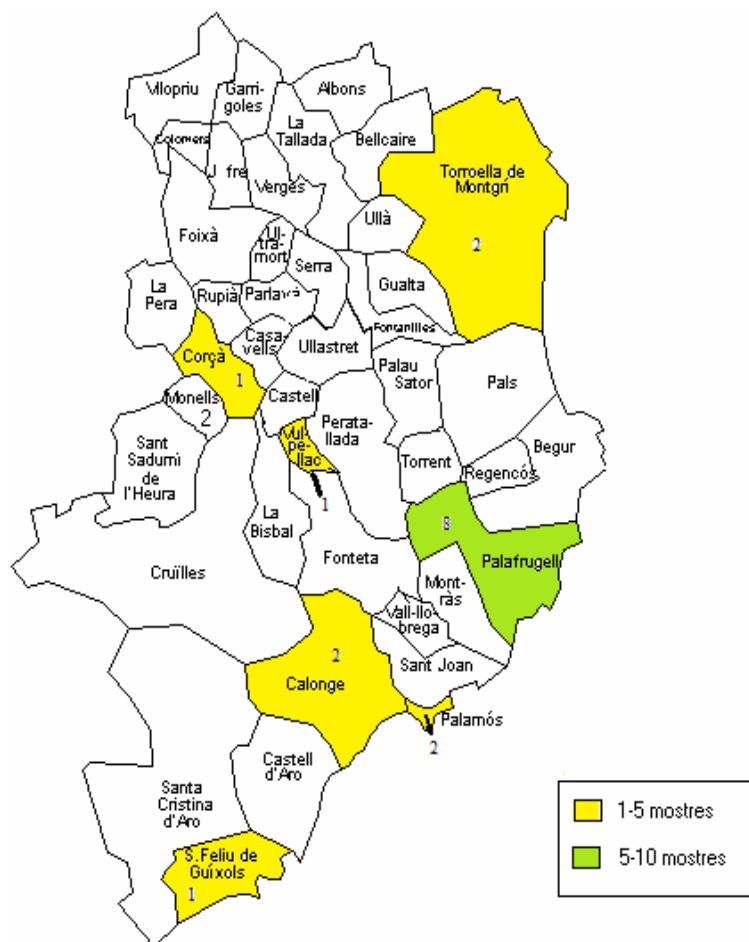 Vilopriu
Garri-
goles
Albons
La
Tallada
Bellcaire
Colomers
J fre
Verges
Torroella de
Montgrí
2
Ullà
Foixà
Ul-
tra-
mort
Serra
Gualta
La
Pera
Rupià
Parlavà
Fontanilles
Casa-
vells
Ullastret
Corçà
1
Palau
Sator
Pals
Monells
2
Castell
Perata-
llada
Vul-
pe-
llac
1
Sant
Sadurní
de
l'Heura
Torrent
Regencós
Begur
La
Bisbal
8
Palafrugell
Fonteta
Cruïlles
Mont-
ràs
Vall-llo-
brega
2
Calonge
Sant Joan
Palamós
2
Castell
d'Aro
Santa
Cristina
d'Aro
S.Feliu de
Guíxols
1
1-5 mostres
5-10 mostres